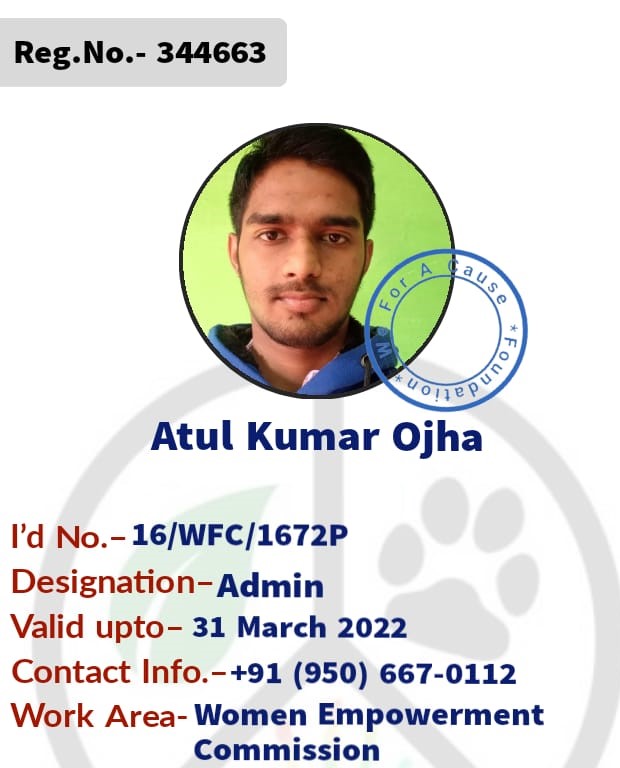 Reg.No.- 344663
We For A Cause *Foundation*
Atul Kumar Ojha
I'd No.- 16/WFC/1672P
Designation- Admin
Valid upto- 31 March 2022
Contact Info.- +91 (950) 667-0112
Work Area- Women Empowerment
Commission